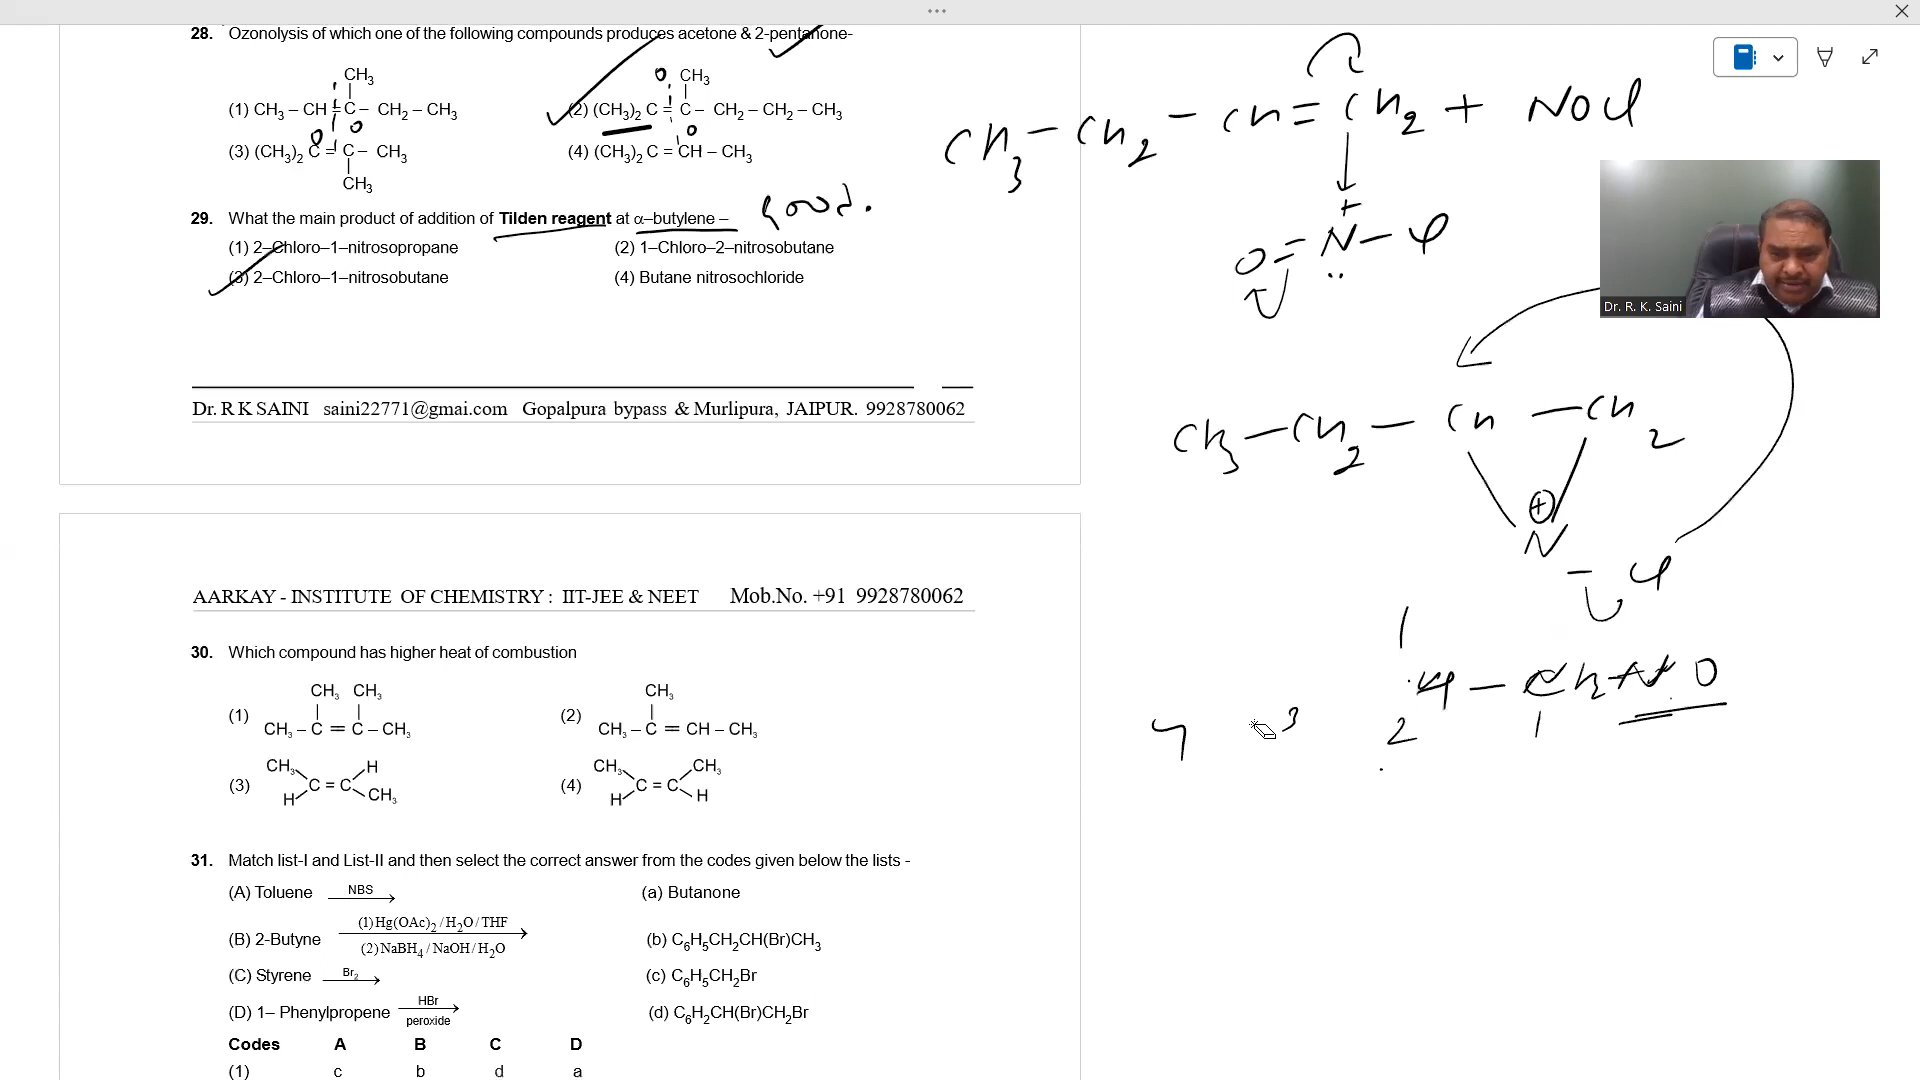 28. Ozonolysis of which one of the following compounds produces acetone & 2-pentanone-
(1) CH3 – CH = C(CH3) – CH2 – CH3
(2) (CH3)2 C = C(CH3) – CH2 – CH2 – CH3
(3) (CH3)2 C = C(CH3) – CH3
(4) (CH3)2 C = CH – CH3
29. What the main product of addition of Tilden reagent at α–butylene –
(1) 2–Chloro–1–nitrosopropane
(2) 1–Chloro–2–nitrosobutane
(3) 2–Chloro–1–nitrosobutane
(4) Butane nitrosochloride
Dr. R K SAINI saini22771@gmai.com Gopalpura bypass & Murlipura, JAIPUR. 9928780062
AARKAY - INSTITUTE OF CHEMISTRY : IIT-JEE & NEET Mob.No. +91 9928780062
30. Which compound has higher heat of combustion
(1) CH3 – C(CH3) = C(CH3) – CH3
(2) CH3 – C(CH3) = CH – CH3
(3) CH3 H C = C H CH3
(4) CH3 H C = C CH3 H
31. Match list-I and List-II and then select the correct answer from the codes given below the lists -
(A) Toluene NBS
(a) Butanone
(B) 2-Butyne (1)Hg(OAc)2/H2O/THF (2)NaBH4/NaOH/H2O
(b) C6H5CH2CH(Br)CH3
(C) Styrene Br2
(c) C6H5CH2Br
(D) 1– Phenylpropene HBr peroxide
(d) C6H2CH(Br)CH2Br
Codes A B C D
(1) c b d a
CH3 – CH2 – CH = CH2 + NOCl
O = N – Cl
+
CH3 – CH2 – CH – CH2
+
N
– Cl
1
4 3 2 1
Dr. R. K. Saini